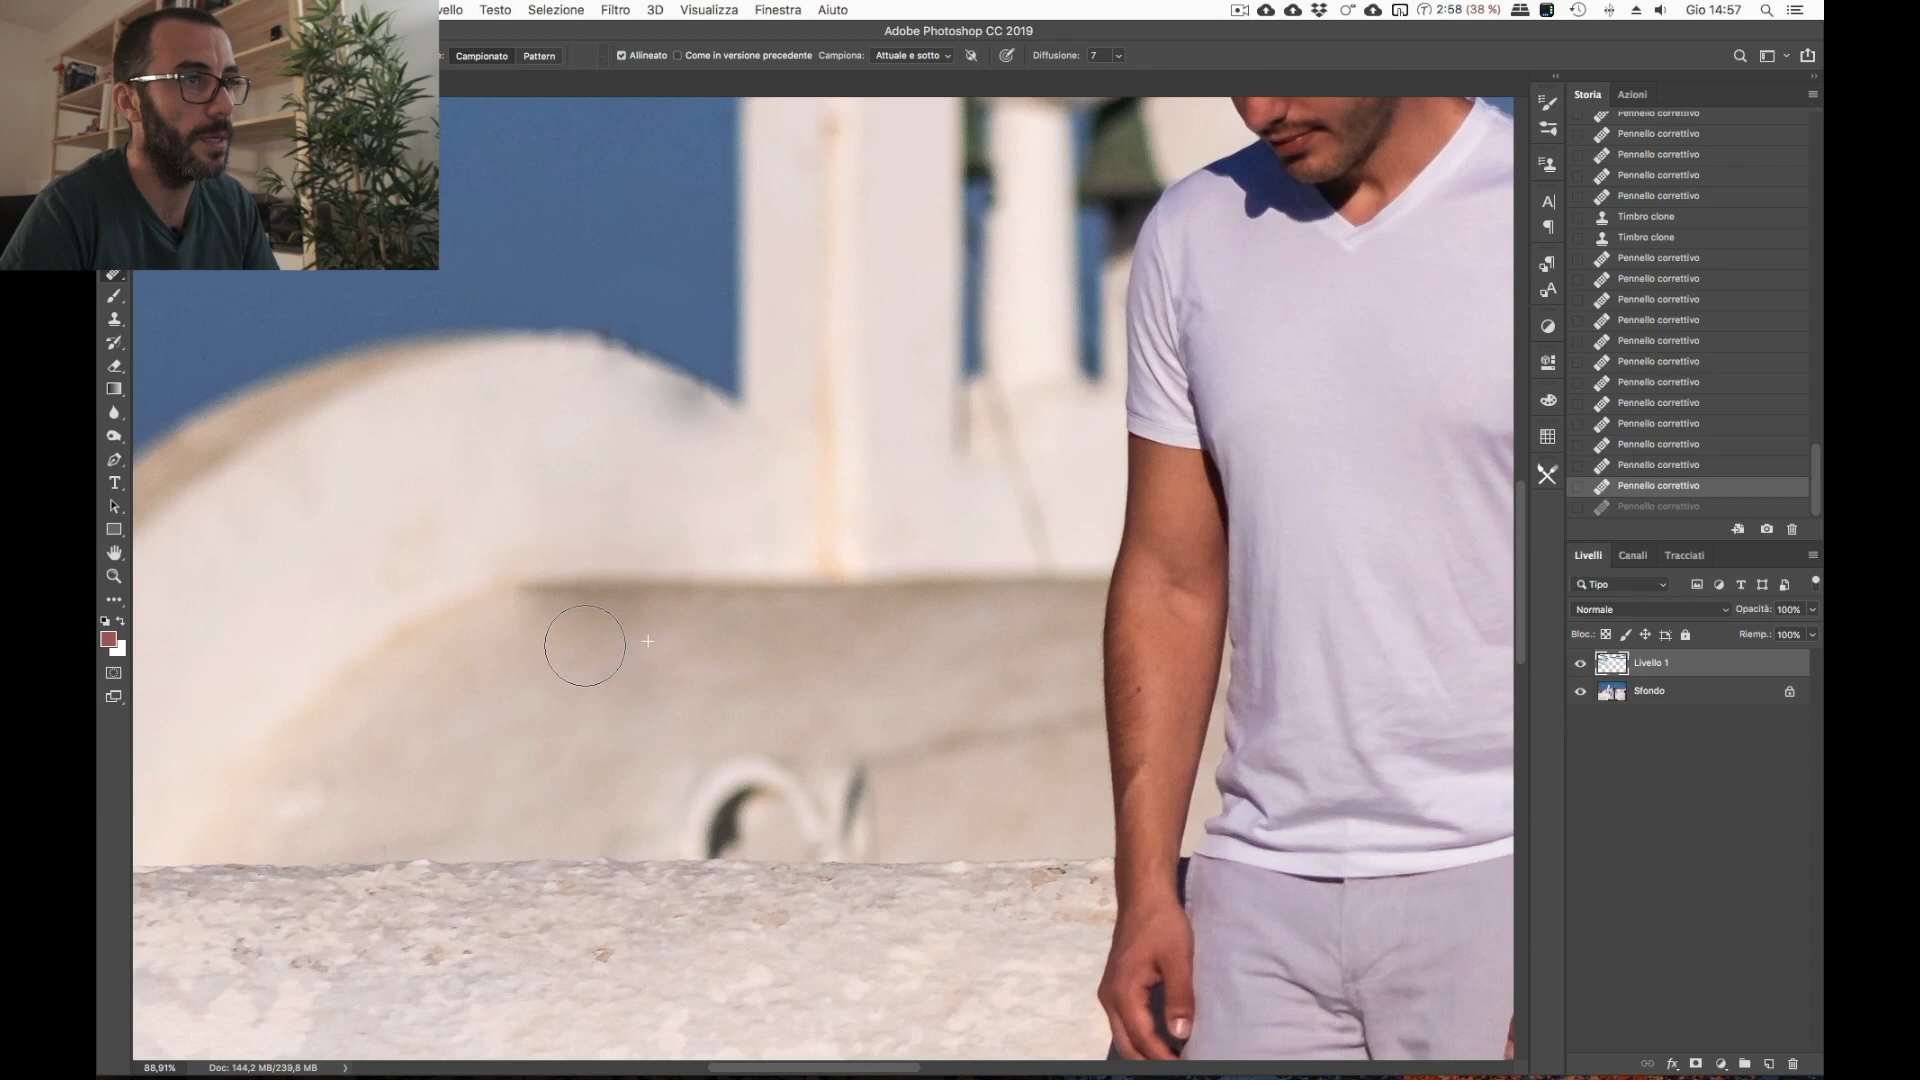 vello Testo Selezione Filtro 3D Visualizza Finestra Aiuto 2:58 (38 %) Gio 14:57
Adobe Photoshop CC 2019
Campionato Pattern Allineato Come in versione precedente Campiona: Attuale e sotto Diffusione: 7
Storia Azioni
Pennello correttivo
Pennello correttivo
Pennello correttivo
Pennello correttivo
Pennello correttivo
Timbro clone
Timbro clone
Pennello correttivo
Pennello correttivo
Pennello correttivo
Pennello correttivo
Pennello correttivo
Pennello correttivo
Pennello correttivo
Pennello correttivo
Pennello correttivo
Pennello correttivo
Pennello correttivo
Pennello correttivo
Pennello correttivo
Livelli Canali Tracciati
Tipo
Normale Opacità: 100%
Bloc.: Riemp.: 100%
Livello 1
Sfondo
88,91% Doc: 144,2 MB/239,8 MB